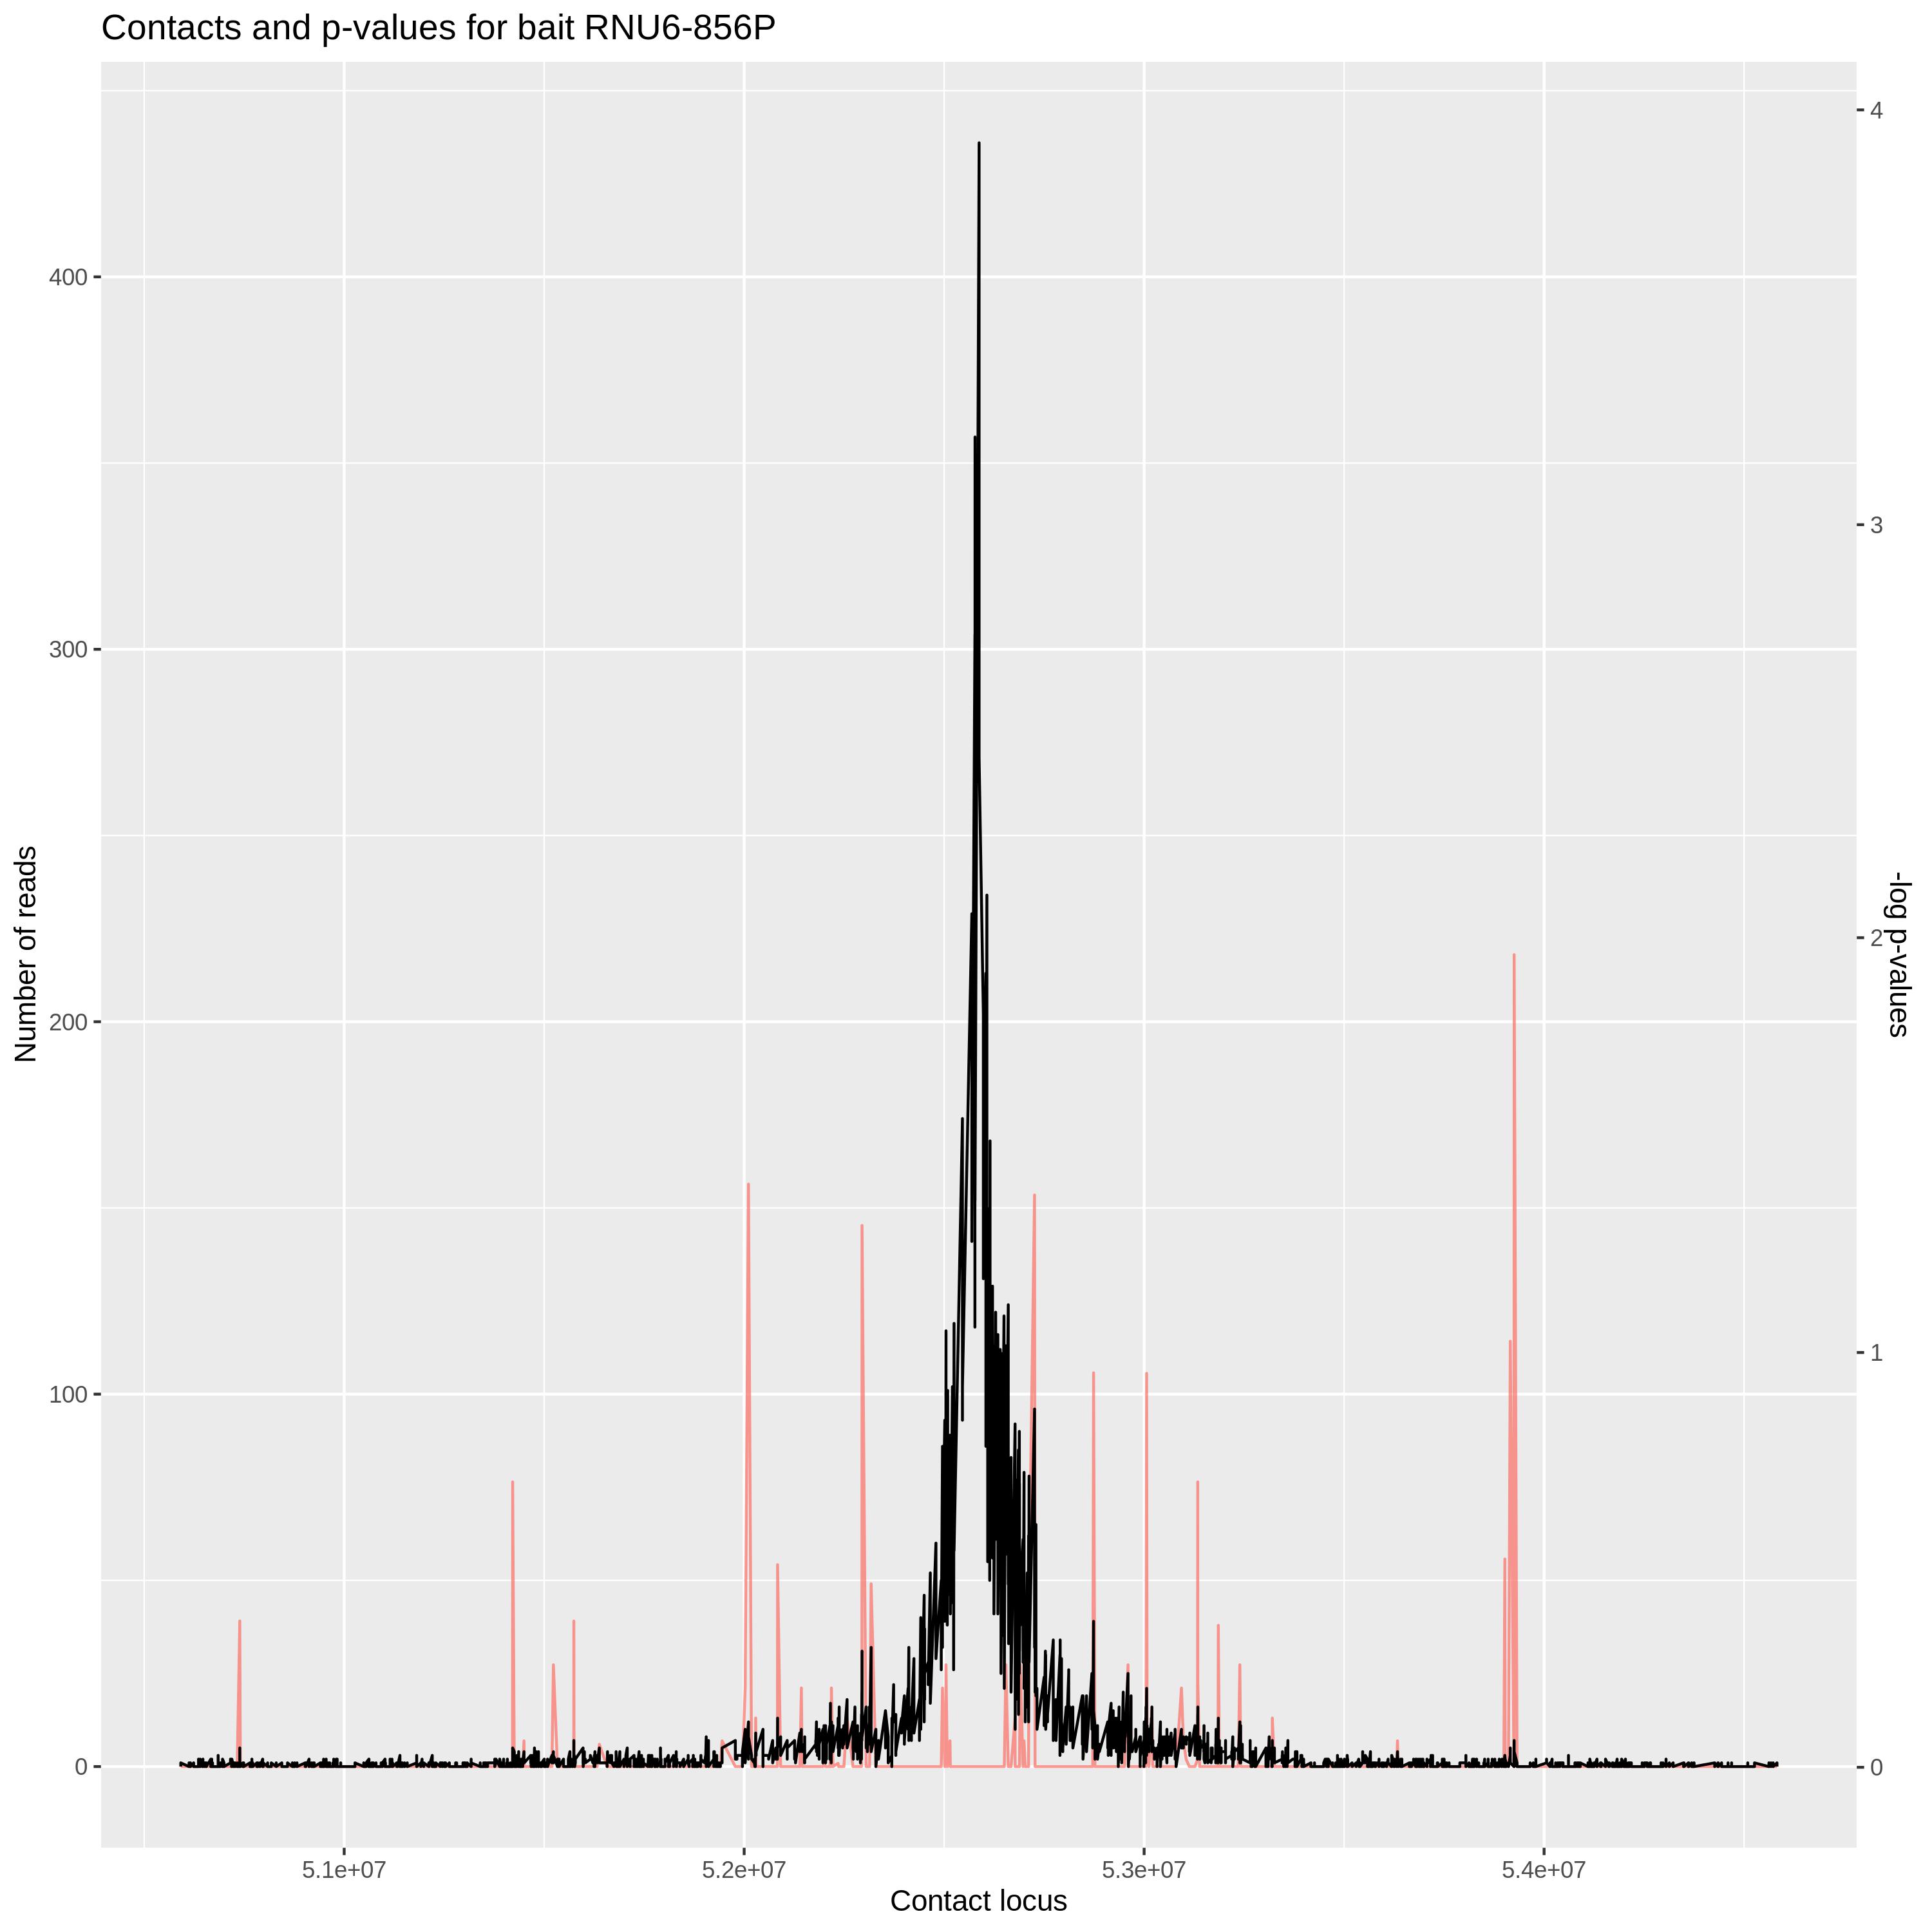 Contacts and p-values for bait RNU6-856P
Number of reads
400
300
200
100
0
4
3
2
1
0
-log p-values
5.1e+07
5.2e+07
5.3e+07
5.4e+07
Contact locus